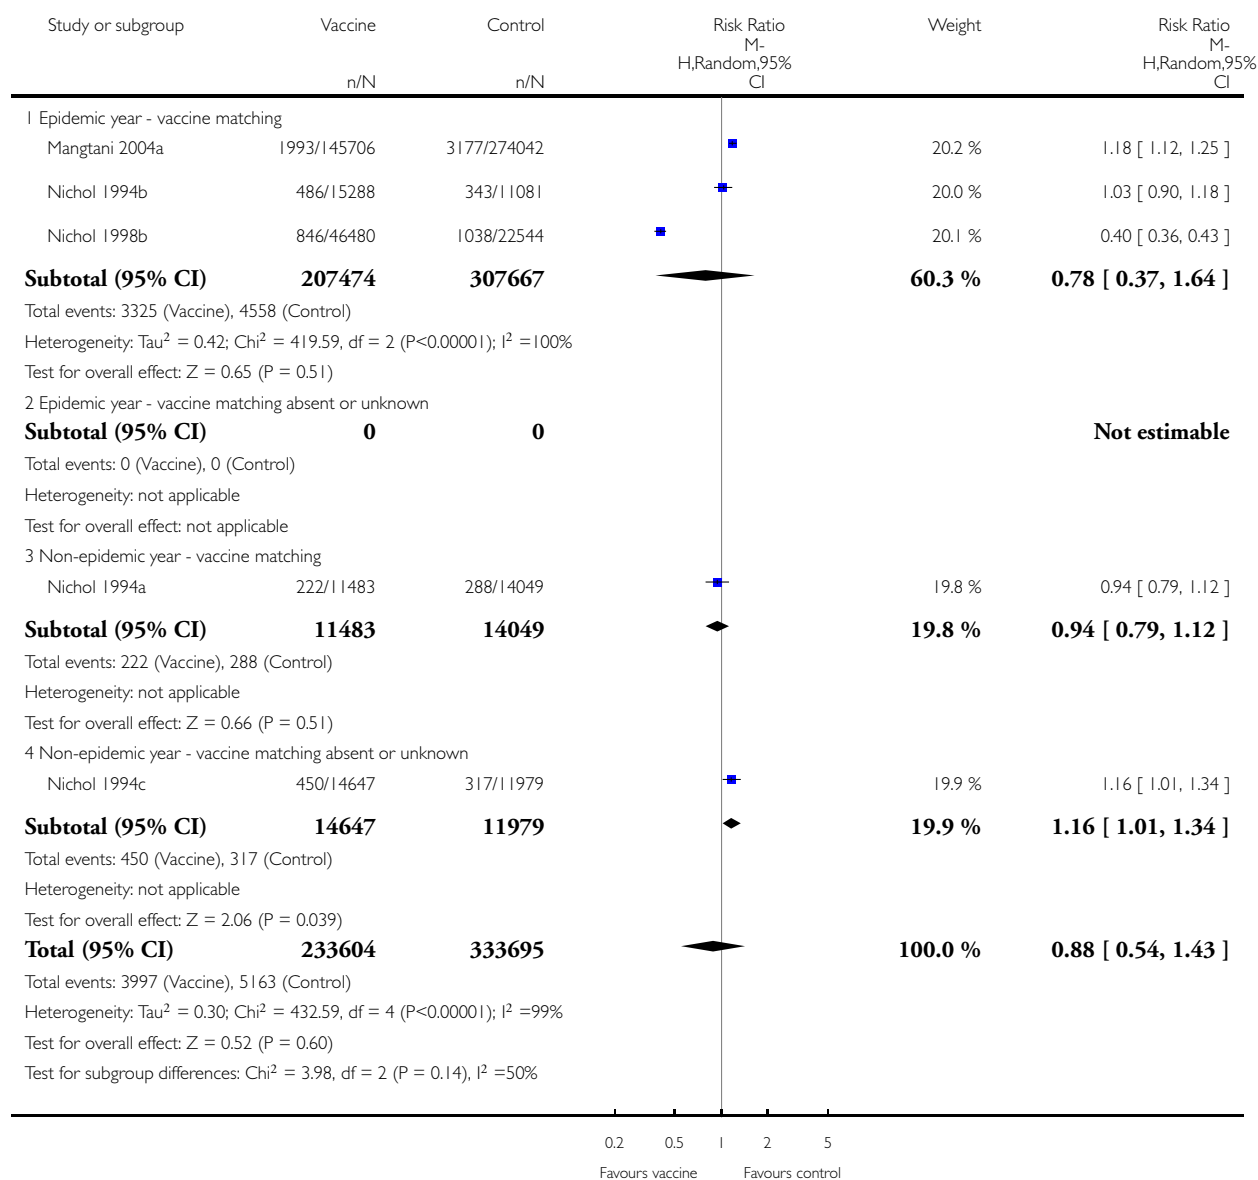 Study or subgroup Vaccine Control Risk Ratio Weight Risk Ratio
M- M-
H,Random,95% H,Random,95%
n/N n/N CI CI
1 Epidemic year - vaccine matching
Mangtani 2004a 1993/145706 3177/274042 20.2 % 1.18 [ 1.12, 1.25 ]
Nichol 1994b 486/15288 343/11081 20.0 % 1.03 [ 0.90, 1.18 ]
Nichol 1998b 846/46480 1038/22544 20.1 % 0.40 [ 0.36, 0.43 ]
Subtotal (95% CI) 207474 307667 60.3 % 0.78 [ 0.37, 1.64 ]
Total events: 3325 (Vaccine), 4558 (Control)
Heterogeneity: Tau² = 0.42; Chi² = 419.59, df = 2 (P<0.00001); I² =100%
Test for overall effect: Z = 0.65 (P = 0.51)
2 Epidemic year - vaccine matching absent or unknown
Subtotal (95% CI) 0 0 Not estimable
Total events: 0 (Vaccine), 0 (Control)
Heterogeneity: not applicable
Test for overall effect: not applicable
3 Non-epidemic year - vaccine matching
Nichol 1994a 222/11483 288/14049 19.8 % 0.94 [ 0.79, 1.12 ]
Subtotal (95% CI) 11483 14049 19.8 % 0.94 [ 0.79, 1.12 ]
Total events: 222 (Vaccine), 288 (Control)
Heterogeneity: not applicable
Test for overall effect: Z = 0.66 (P = 0.51)
4 Non-epidemic year - vaccine matching absent or unknown
Nichol 1994c 450/14647 317/11979 19.9 % 1.16 [ 1.01, 1.34 ]
Subtotal (95% CI) 14647 11979 19.9 % 1.16 [ 1.01, 1.34 ]
Total events: 450 (Vaccine), 317 (Control)
Heterogeneity: not applicable
Test for overall effect: Z = 2.06 (P = 0.039)
Total (95% CI) 233604 333695 100.0 % 0.88 [ 0.54, 1.43 ]
Total events: 3997 (Vaccine), 5163 (Control)
Heterogeneity: Tau² = 0.30; Chi² = 432.59, df = 4 (P<0.00001); I² =99%
Test for overall effect: Z = 0.52 (P = 0.60)
Test for subgroup differences: Chi² = 3.98, df = 2 (P = 0.14), I² =50%
0.2 0.5 1 2 5
Favours vaccine Favours control